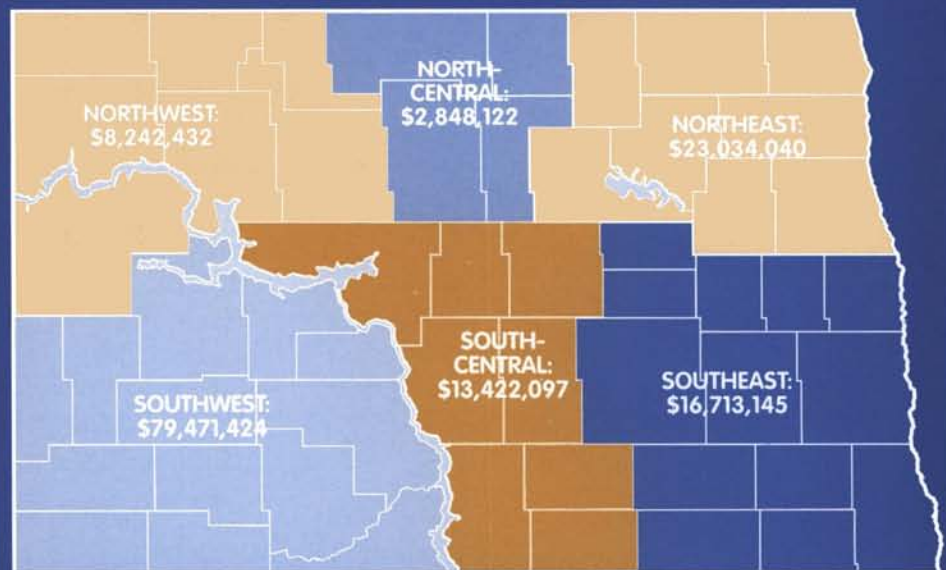 NORTHWEST:
$8,242,432
NORTH-
CENTRAL:
$2,848,122
NORTHEAST:
$23,034,040
SOUTHWEST:
$79,471,424
SOUTH-
CENTRAL:
$13,422,097
SOUTHEAST:
$16,713,145